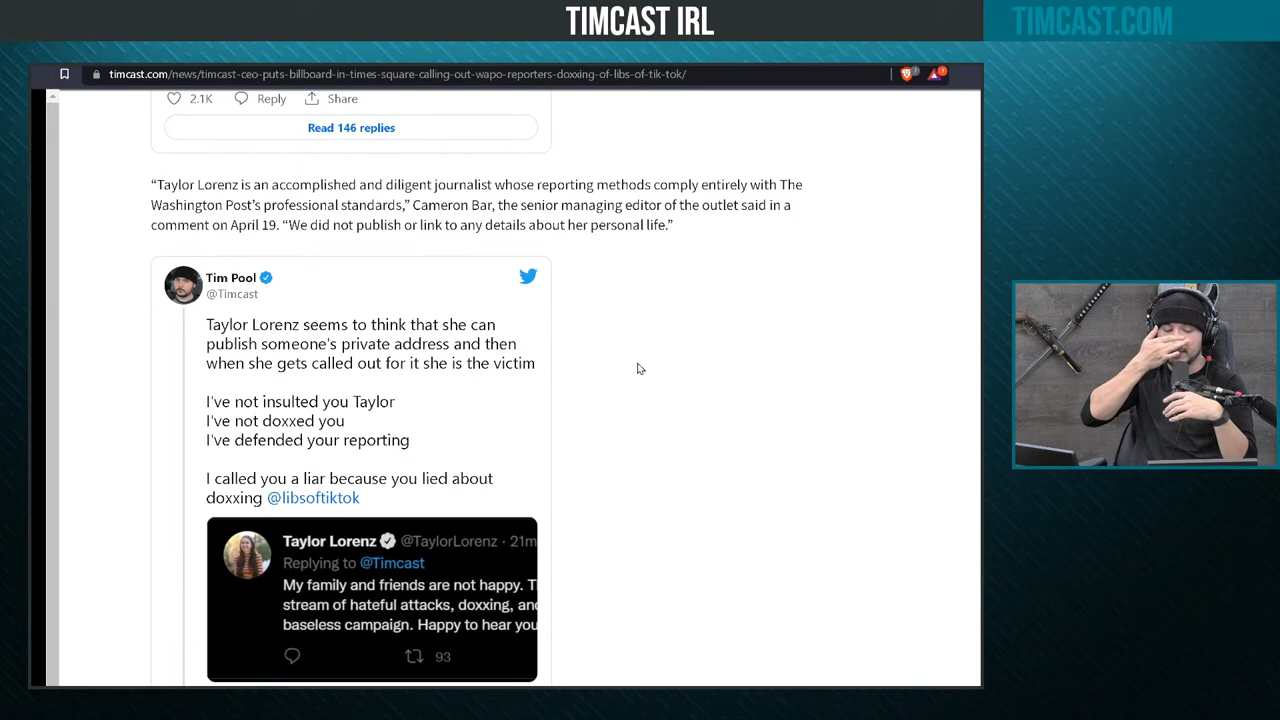 TIMCAST IRL
TIMCAST.COM
timcast.com/news/timcast-ceo-puts-billboard-in-times-square-calling-out-wapo-reporters-doxxing-of-libs-of-tik-tok/
2.1K Reply Share
Read 146 replies
“Taylor Lorenz is an accomplished and diligent journalist whose reporting methods comply entirely with The
Washington Post’s professional standards,” Cameron Bar, the senior managing editor of the outlet said in a
comment on April 19. “We did not publish or link to any details about her personal life.”
Tim Pool
@Timcast
Taylor Lorenz seems to think that she can
publish someone's private address and then
when she gets called out for it she is the victim
I've not insulted you Taylor
I've not doxxed you
I've defended your reporting
I called you a liar because you lied about
doxxing @libsoftiktok
Taylor Lorenz @TaylorLorenz · 21m
Replying to @Timcast
My family and friends are not happy. T
stream of hateful attacks, doxxing, and
baseless campaign. Happy to hear you
93